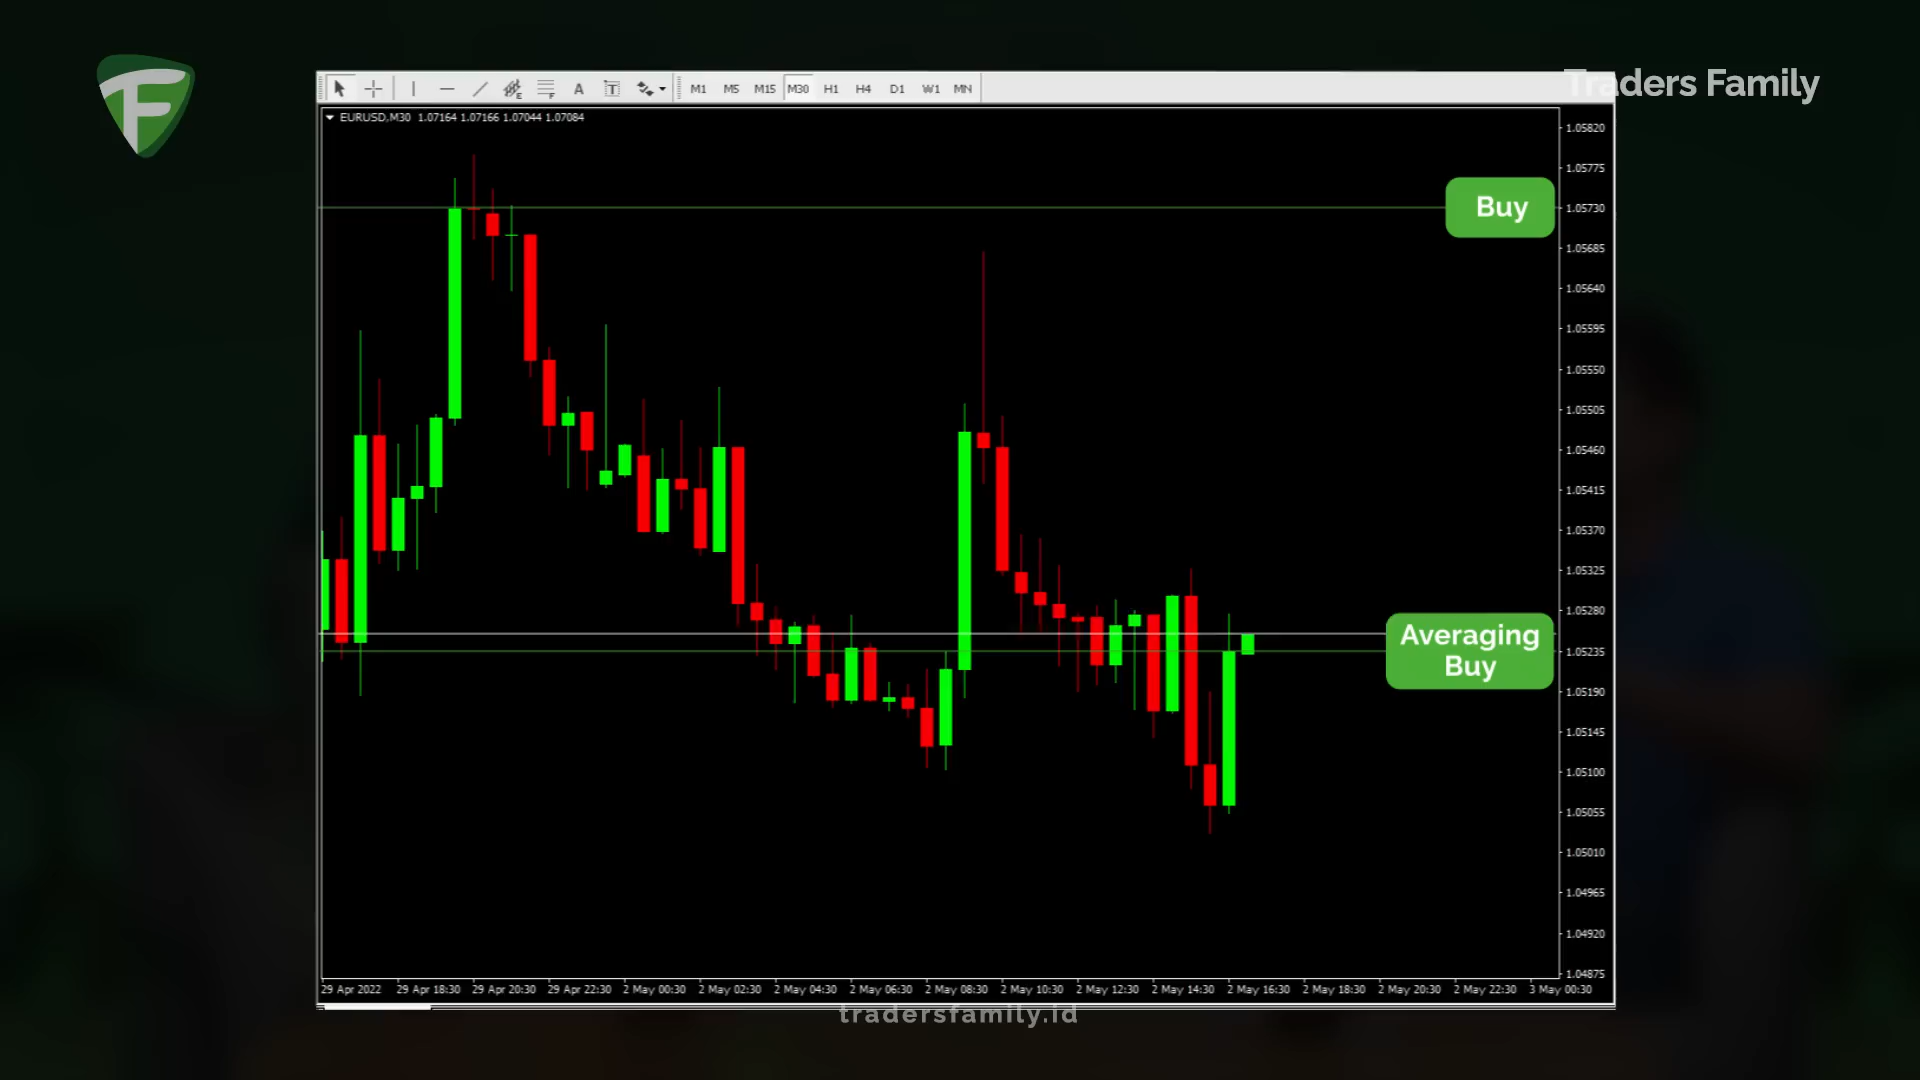 Traders Family
M1 M5 M15 M30 H1 H4 D1 W1 MN
EURUSD,M30 1.07164 1.07166 1.07044 1.07084
1.05820
1.05775
Buy
1.05730
1.05685
1.05640
1.05595
1.05550
1.05505
1.05460
1.05415
1.05370
1.05325
1.05280
Averaging
Buy
1.05235
1.05190
1.05145
1.05100
1.05055
1.05010
1.04965
1.04920
1.04875
29 Apr 2022 29 Apr 18:30 29 Apr 20:30 29 Apr 22:30 2 May 00:30 2 May 02:30 2 May 04:30 2 May 06:30 2 May 08:30 2 May 10:30 2 May 12:30 2 May 14:30 2 May 16:30 2 May 18:30 2 May 20:30 2 May 22:30 3 May 00:30
tradersfamily.id